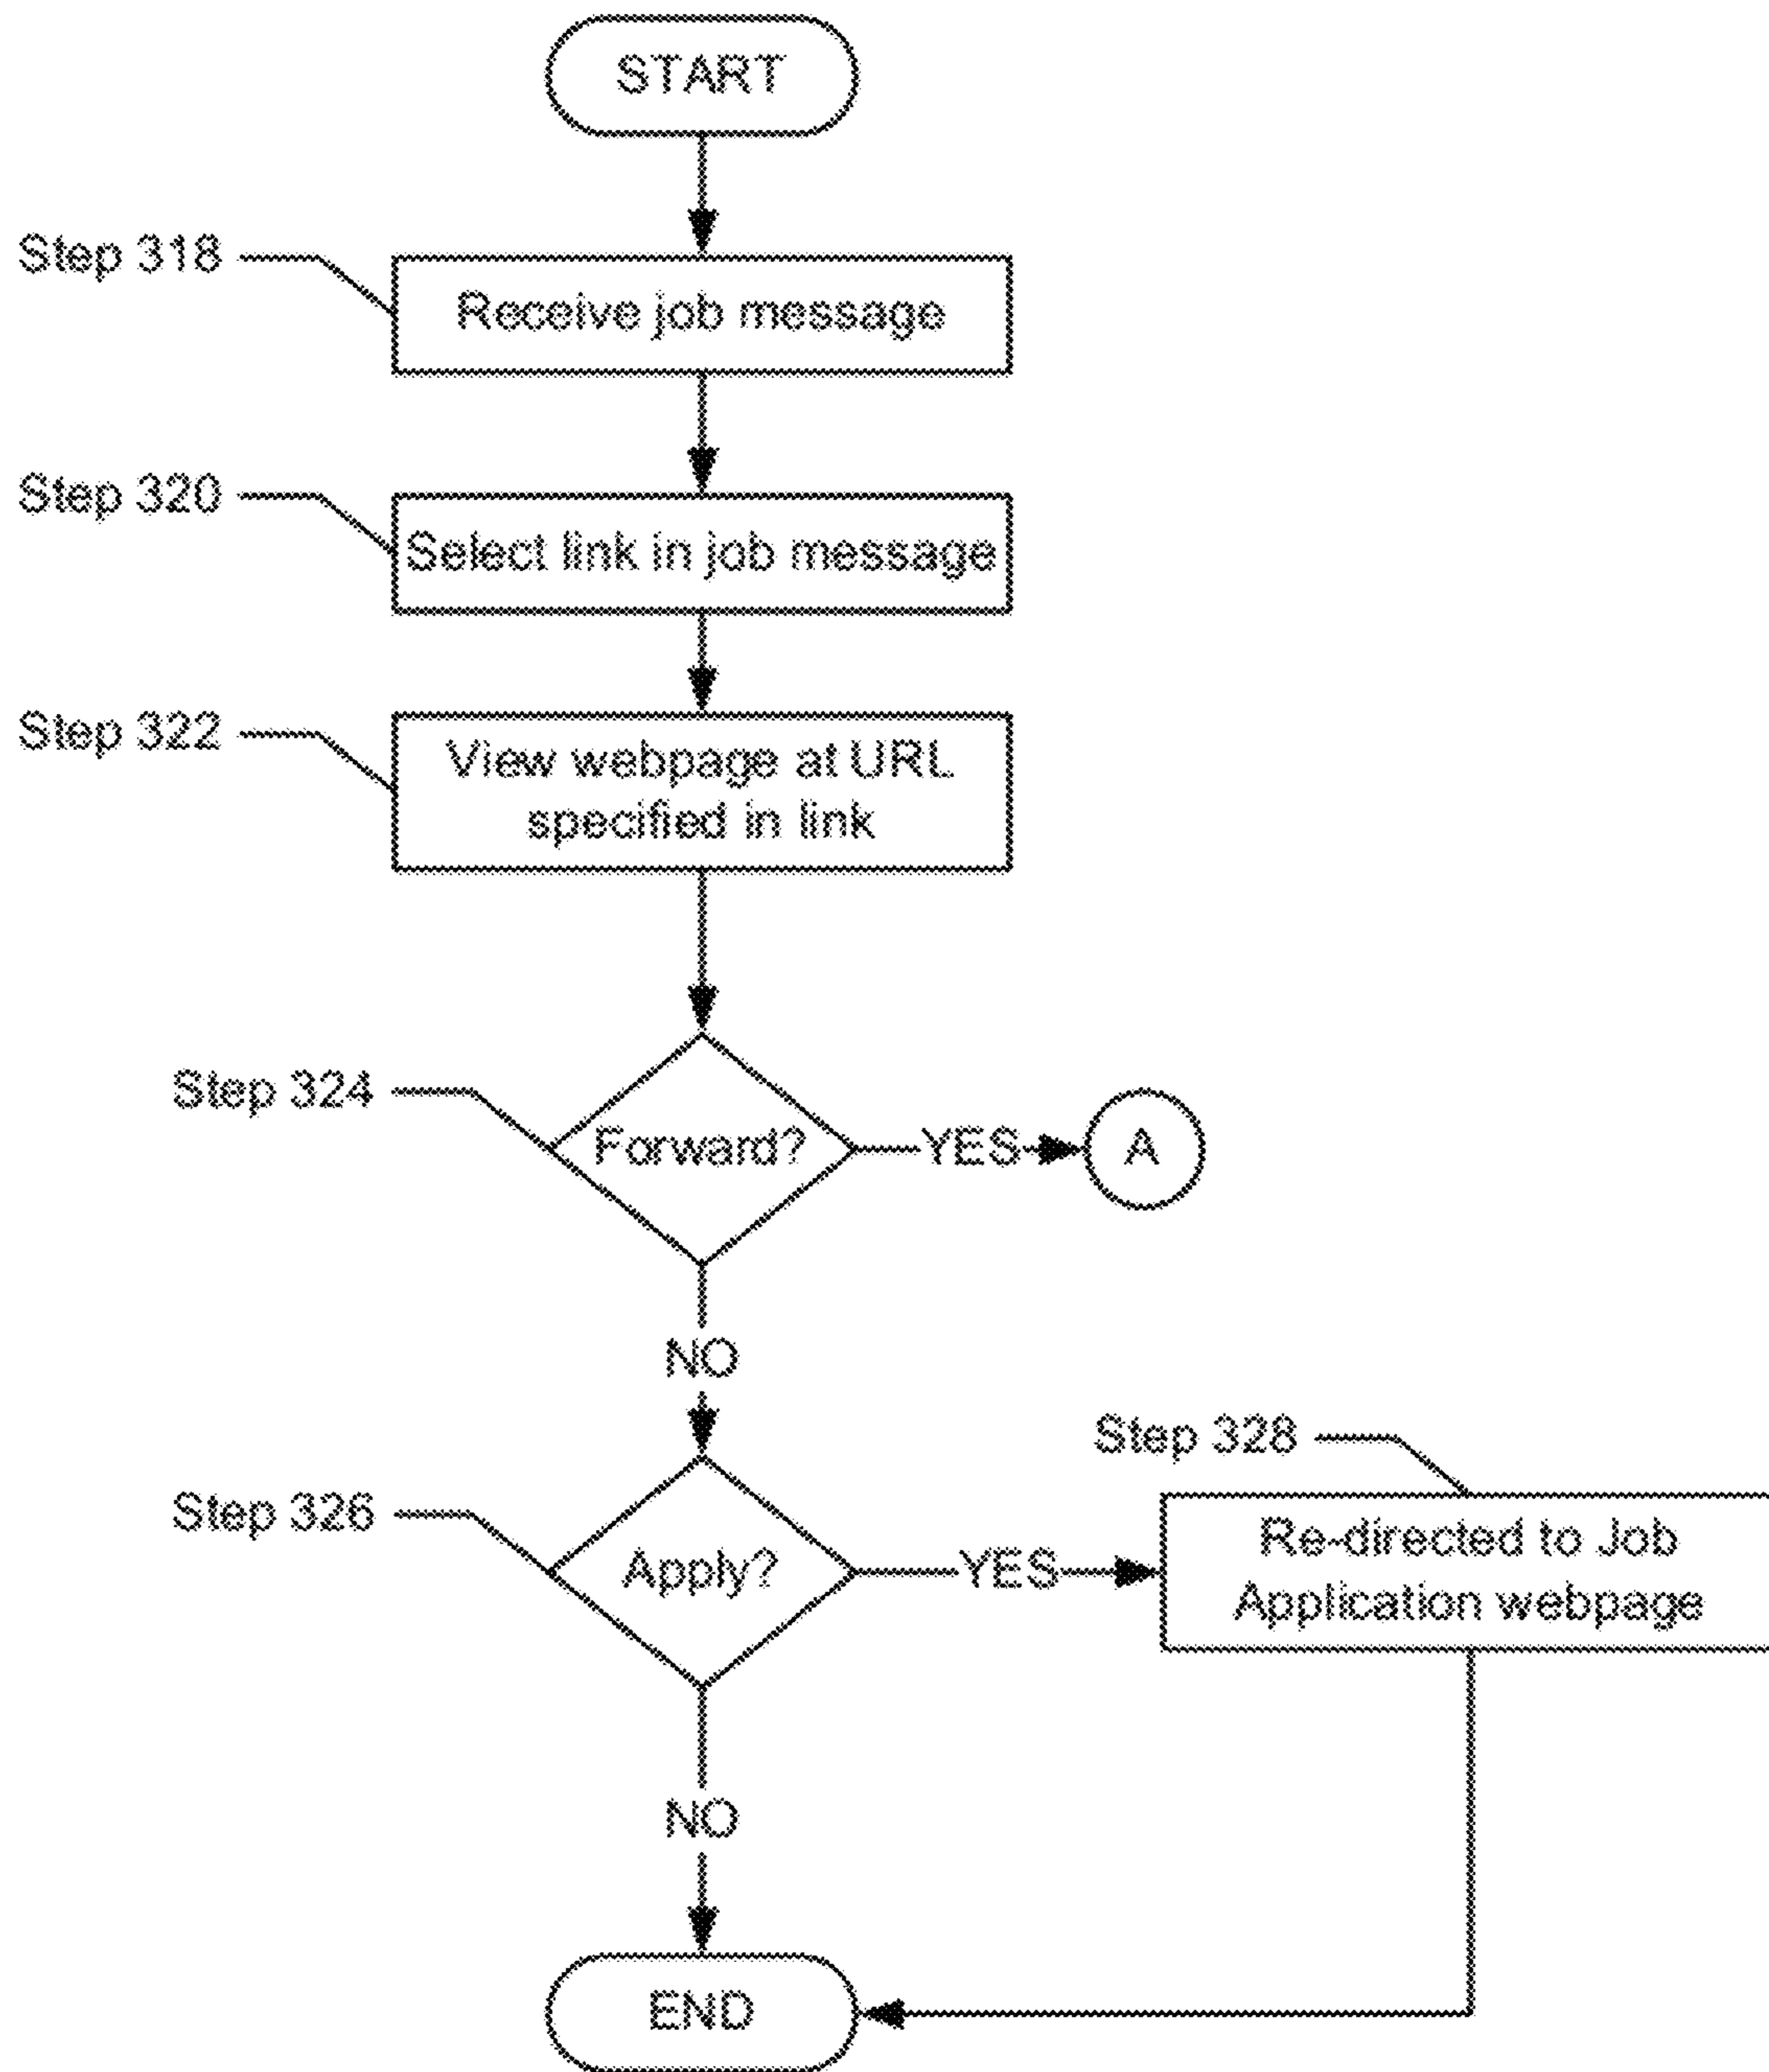 START
Step 318
Receive job message
Step 320
Select link in job message
Step 322
View webpage at URL
specified in link
Step 324
Forward?
YES
A
NO
Step 328
Step 326
Apply?
YES
Re-directed to Job
Application webpage
NO
END